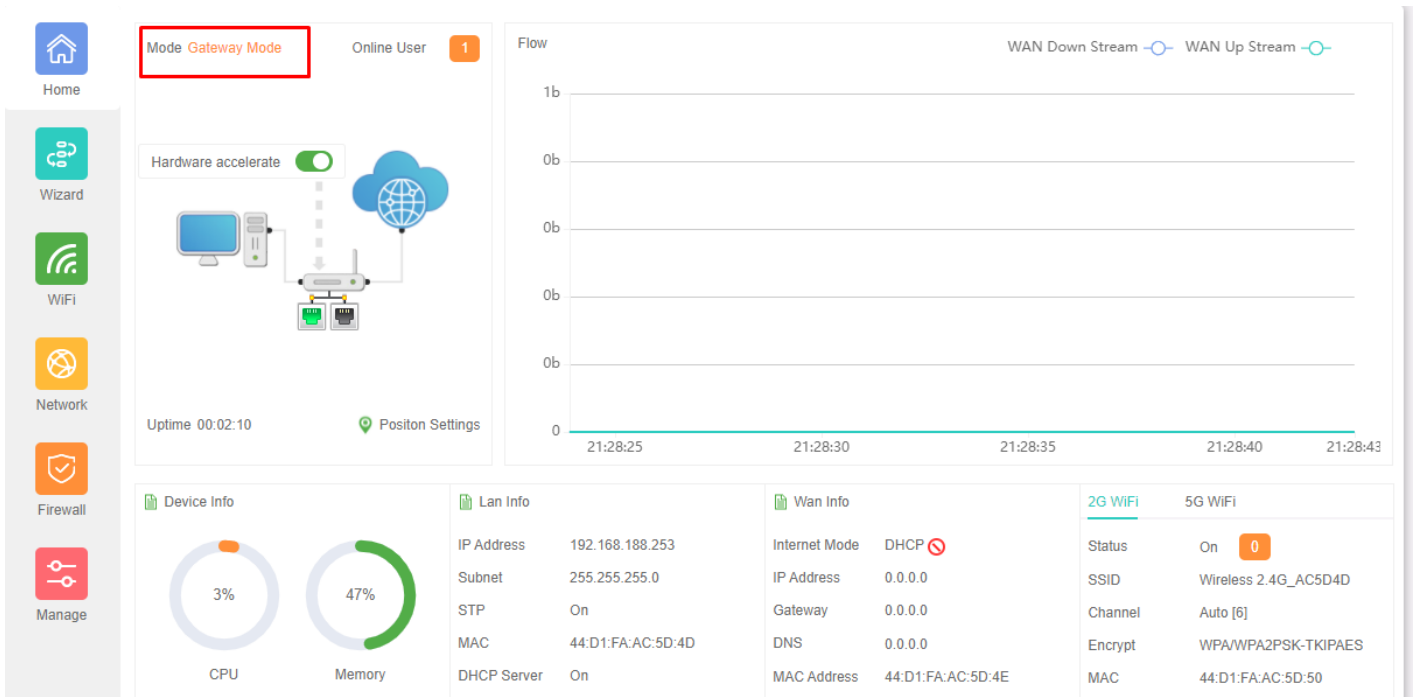 Home
Wizard
WiFi
Network
Firewall
Manage
Mode Gateway Mode
Online User 1
Hardware accelerate
Uptime 00:02:10
Positon Settings
Flow
WAN Down Stream
WAN Up Stream
1b
0b
0b
0b
0b
0
21:28:25 21:28:30 21:28:35 21:28:40 21:28:43
Device Info
3%
47%
CPU
Memory
Lan Info
IP Address 192.168.188.253
Subnet 255.255.255.0
STP On
MAC 44:D1:FA:AC:5D:4D
DHCP Server On
Wan Info
Internet Mode DHCP
IP Address 0.0.0.0
Gateway 0.0.0.0
DNS 0.0.0.0
MAC Address 44:D1:FA:AC:5D:4E
2G WiFi 5G WiFi
Status On 0
SSID Wireless 2.4G_AC5D4D
Channel Auto [6]
Encrypt WPA/WPA2PSK-TKIPAES
MAC 44:D1:FA:AC:5D:50